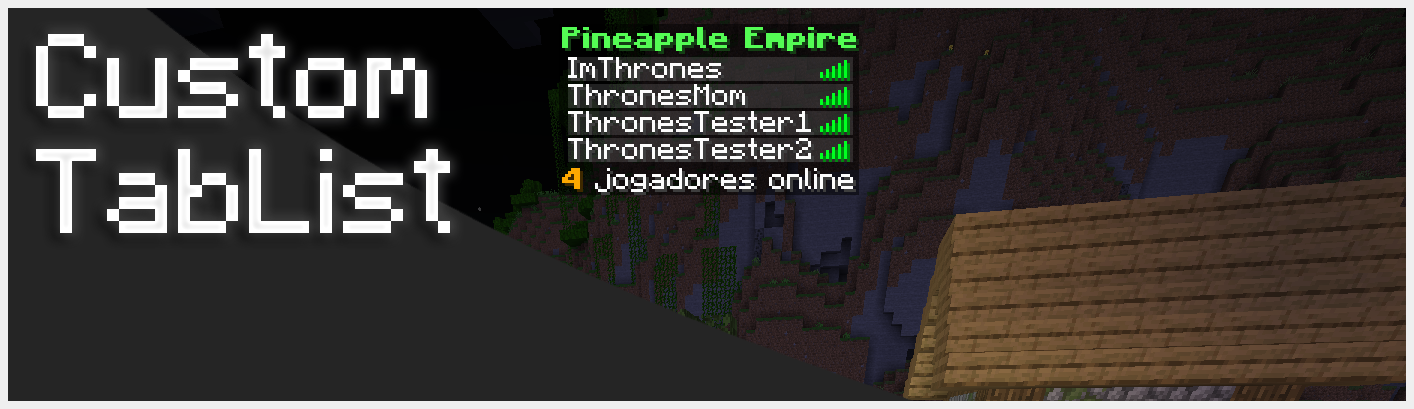 Custom
TabList
Pineapple Empire
ImThrones
ThronesMom
ThronesTester1
ThronesTester2
4 jogadores online